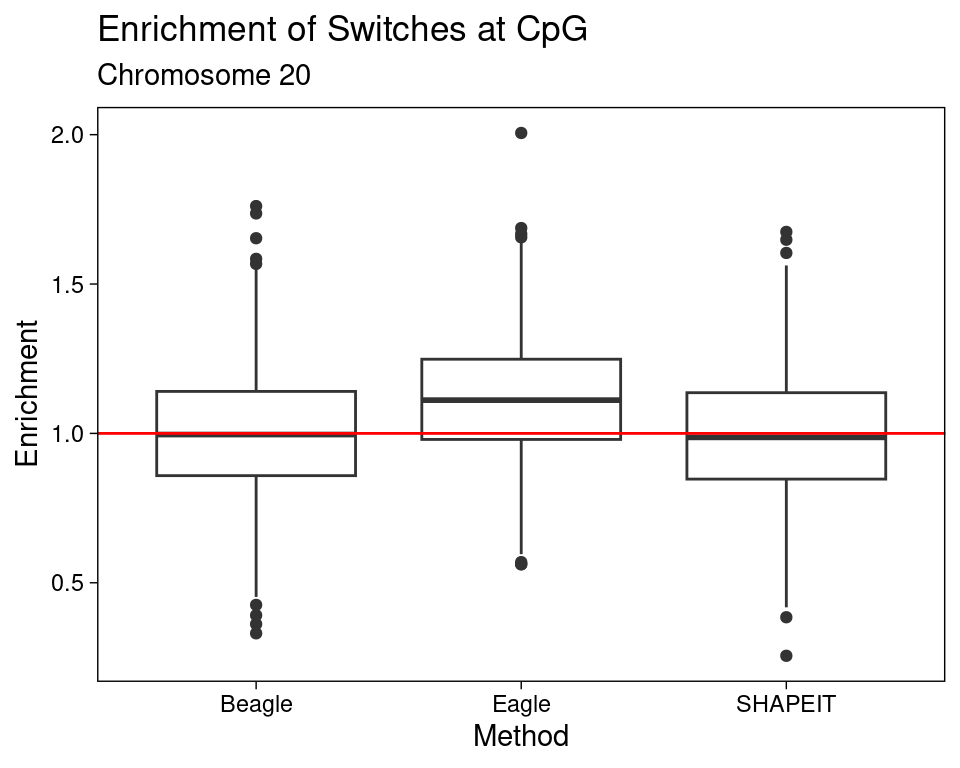 Enrichment of Switches at CpG
Chromosome 20
2.0
1.5
1.0
0.5
Enrichment
Beagle Eagle SHAPEIT
Method